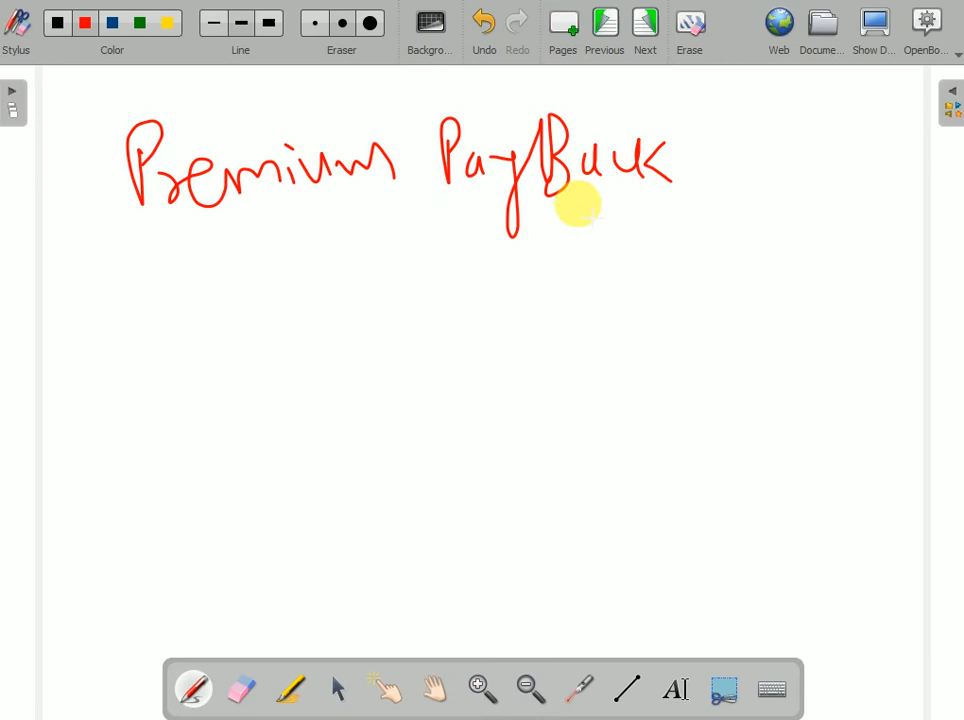 Stylus Color Line Eraser Backgro... Undo Redo Pages Previous Next Erase Web Docume... Show D... OpenBo...
Premium PayBack
A